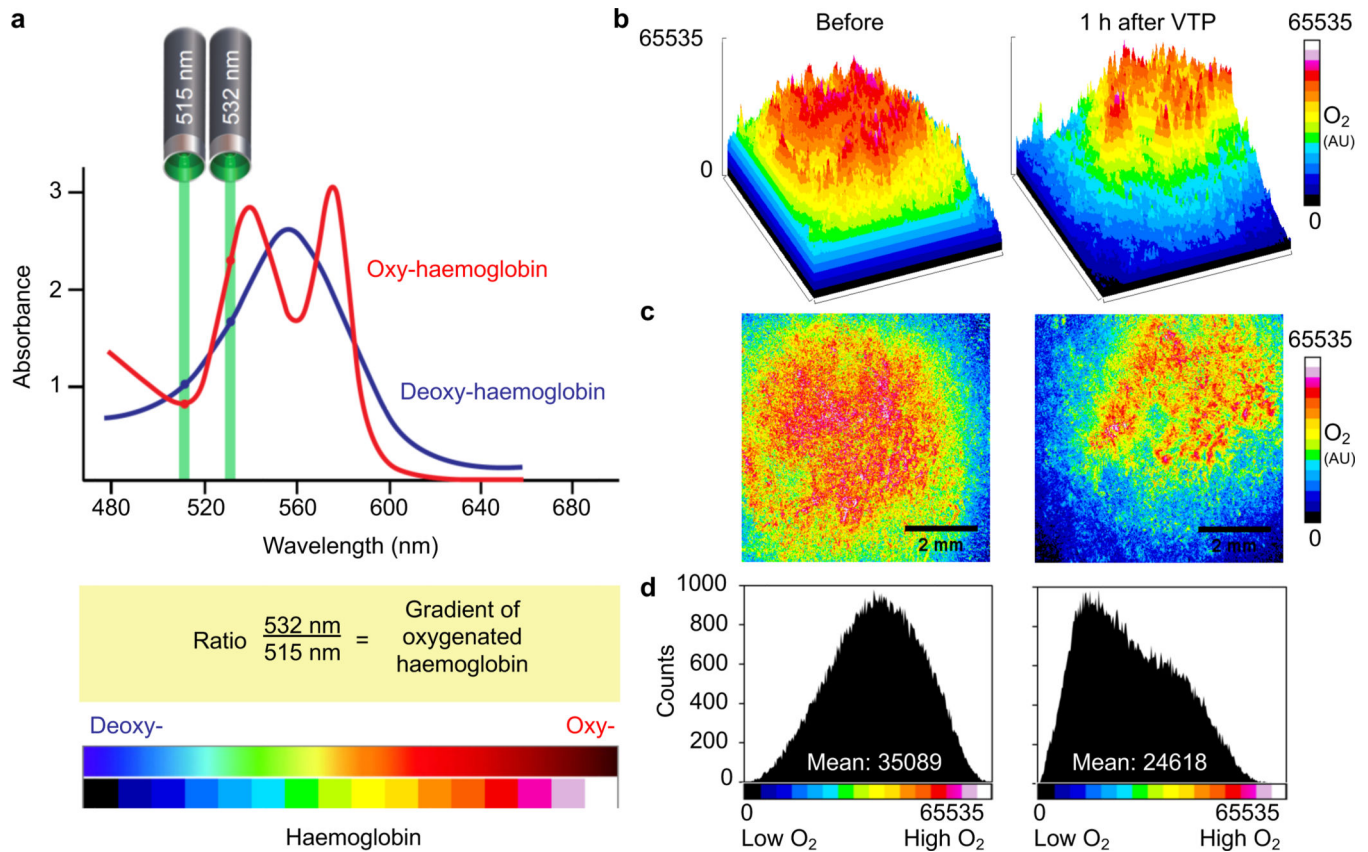 a
515 nm
532 nm
3
2
1
Absorbance
Oxy-haemoglobin
Deoxy-haemoglobin
480 520 560 600 640 680
Wavelength (nm)
Ratio 532 nm / 515 nm = Gradient of
oxygenated
haemoglobin
Deoxy- Oxy-
Haemoglobin
b
Before 1 h after VTP
65535
0
65535
O₂
(AU)
0
c
2 mm
2 mm
65535
O₂
(AU)
0
d
1000
800
600
400
200
0
Counts
Mean: 35089
65535
Low O₂ High O₂
Mean: 24618
65535
Low O₂ High O₂